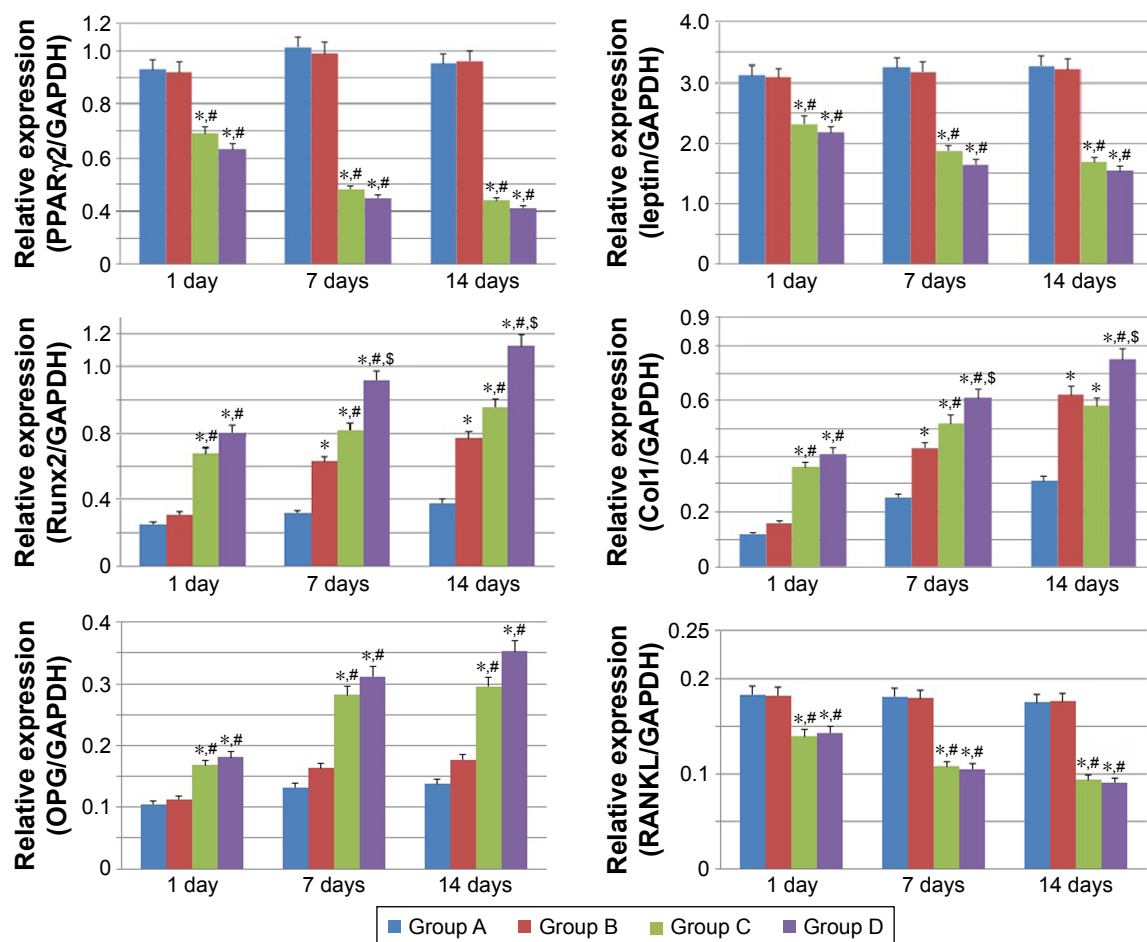 Relative expression
(PPARγ2/GAPDH)
1.2
1.0
0.8
0.6
0.4
0
*,#
*,#
*,#
*,#
*,#
*,#
1 day
7 days
14 days
Relative expression
(leptin/GAPDH)
4.0
3.0
2.0
1.0
0
*,#
*,#
*,#
*,#
*,#
*,#
1 day
7 days
14 days
Relative expression
(Runx2/GAPDH)
1.2
1.0
0.8
0.4
0
*,#
*,#
*
*,#
*,#,$
*
*,#
*,#,$
1 day
7 days
14 days
Relative expression
(Col1/GAPDH)
0.9
0.8
0.6
0.4
0.2
0
*,#
*,#
*
*,#
*,#,$
*
*
*,#,$
1 day
7 days
14 days
Relative expression
(OPG/GAPDH)
0.4
0.3
0.2
0.1
0
*,#
*,#
*,#
*,#
*,#
*,#
1 day
7 days
14 days
Relative expression
(RANKL/GAPDH)
0.25
0.2
0.15
0.1
0
*,#
*,#
*,#
*,#
*,#
*,#
1 day
7 days
14 days
Group A
Group B
Group C
Group D